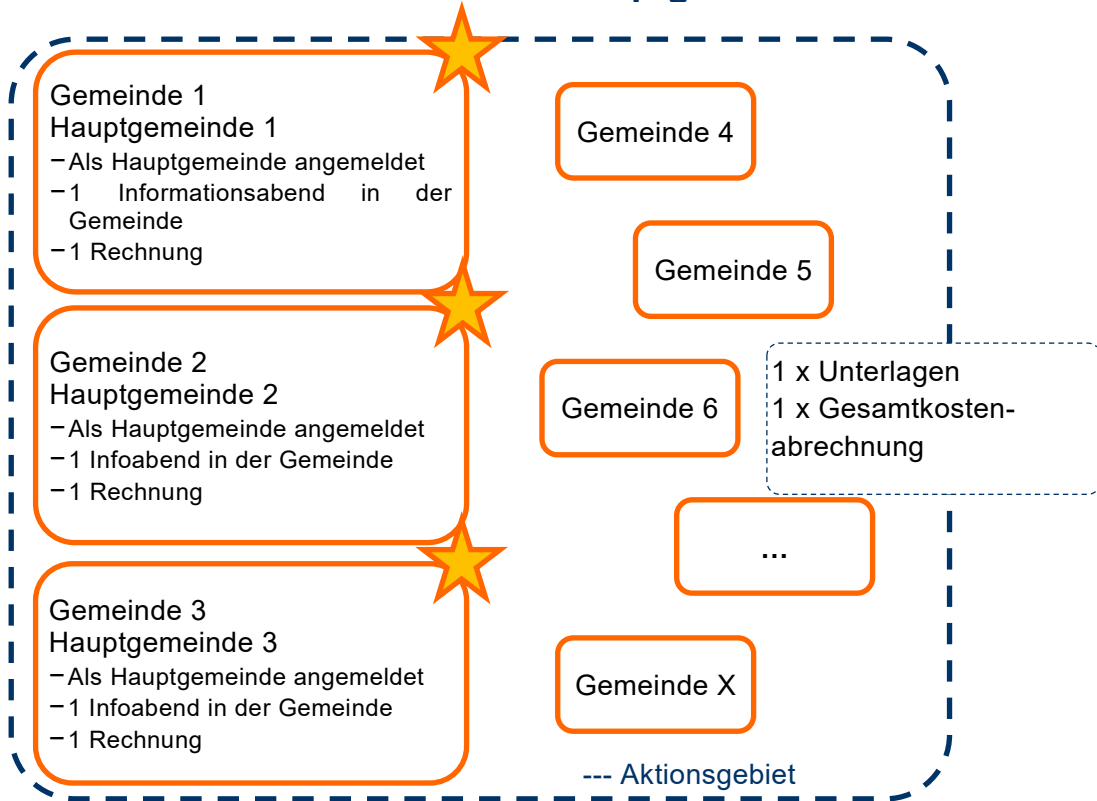 Gemeinde 1
Hauptgemeinde 1
–Als Hauptgemeinde angemeldet
–1 Informationsabend in der
Gemeinde
–1 Rechnung
Gemeinde 2
Hauptgemeinde 2
–Als Hauptgemeinde angemeldet
–1 Infoabend in der Gemeinde
–1 Rechnung
Gemeinde 3
Hauptgemeinde 3
–Als Hauptgemeinde angemeldet
–1 Infoabend in der Gemeinde
–1 Rechnung
Gemeinde 4
Gemeinde 5
Gemeinde 6
1 x Unterlagen
1 x Gesamtkosten-
abrechnung
...
Gemeinde X
--- Aktionsgebiet